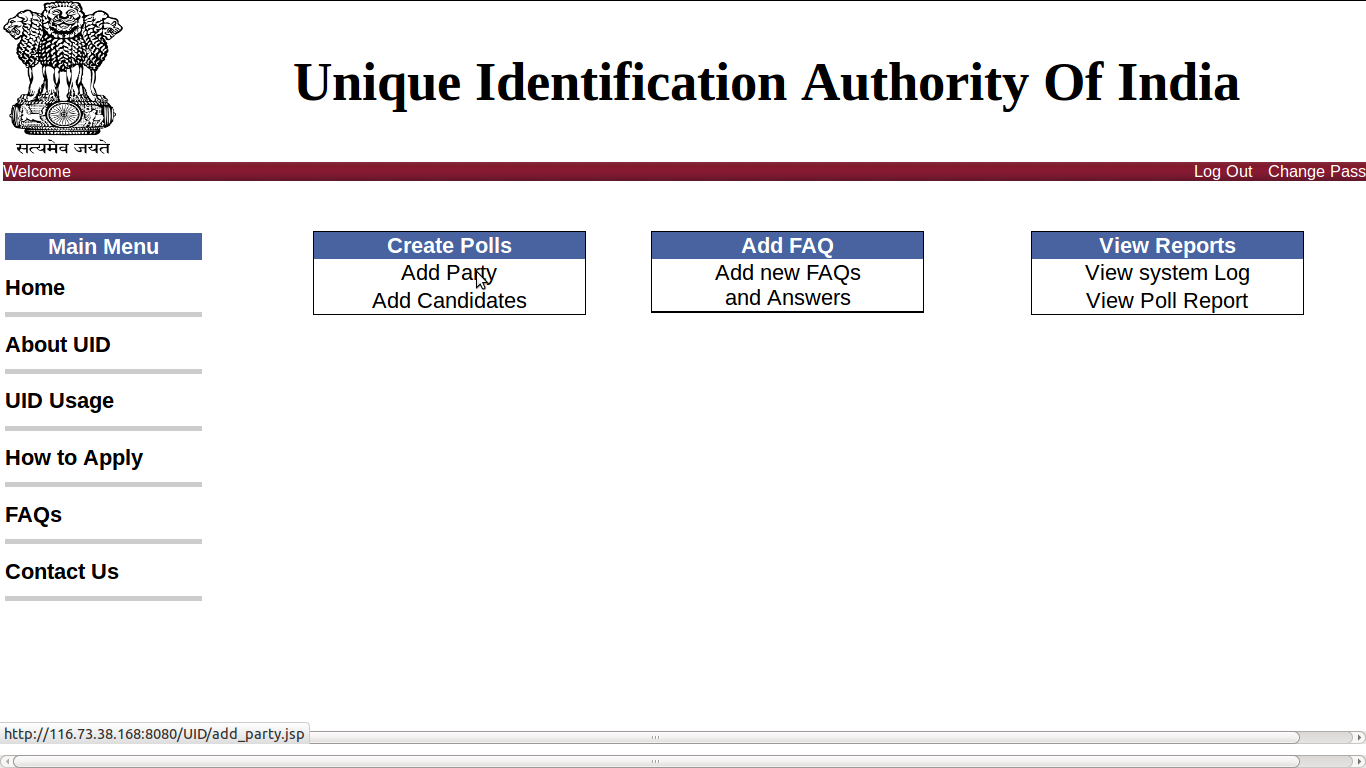 सत्यमेव जयते
Unique Identification Authority Of India
Welcome
Log Out Change Pass
Main Menu
Home
About UID
UID Usage
How to Apply
FAQs
Contact Us
Create Polls
Add Party
Add Candidates
Add FAQ
Add new FAQs
and Answers
View Reports
View system Log
View Poll Report
http://116.73.38.168:8080/UID/add_party.jsp